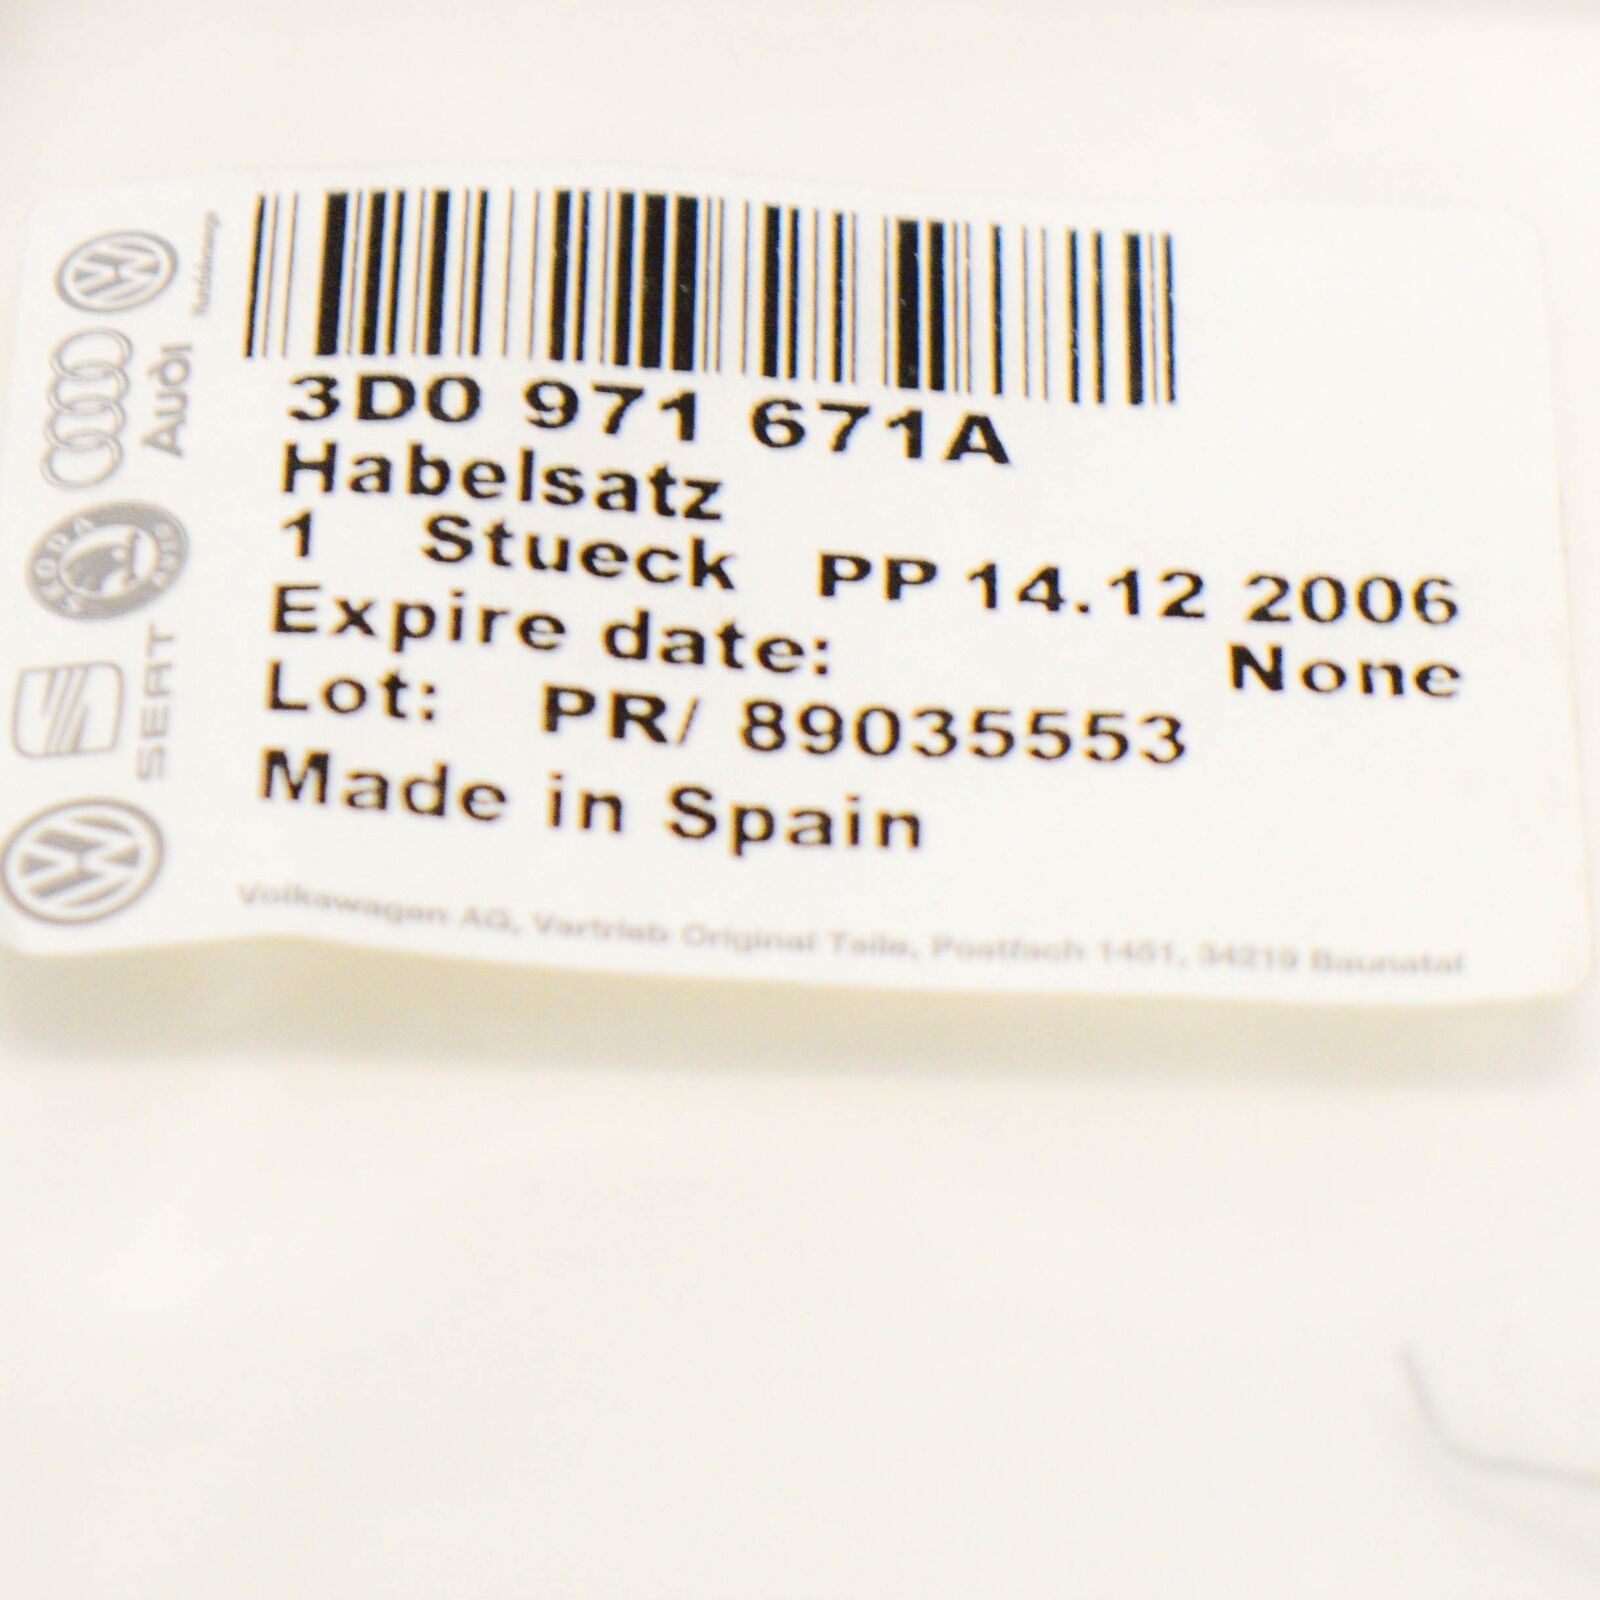 3D0 971 671A
Habelsatz
1 Stueck PP 14.12 2006
Expire date: None
Lot: PR/ 89035553
Made in Spain
Volkswagen AG, Vertrieb Original Teile, Postfach 1451, 34219 Baunatal
Audi
SKODA
SEAT